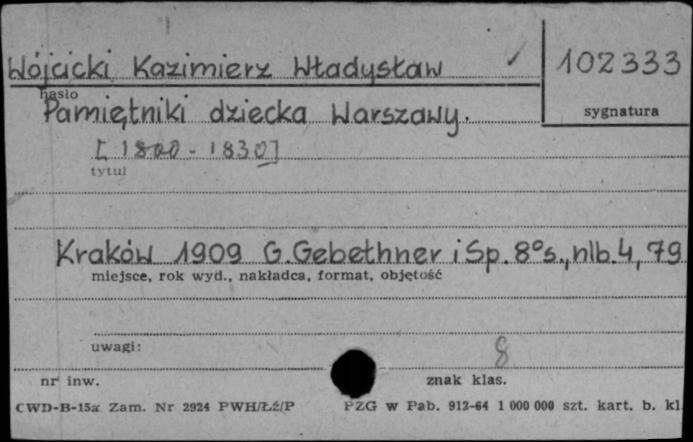 Wójcicki Kazimierz Władysław ✓ 102333
hasło
sygnatura
Pamiętniki dziecka Warszawy.
[1800-1830]
tytuł
Kraków 1909 G. Gebethner i Sp. 8° s., nlb. 4, 79
miejsce, rok wyd., nakładca, format, objętość
uwagi: 8
nr inw. znak klas.
CWD-B-15a Zam. Nr 2924 PWH/Łź/P PZG w Pab. 912-64 1 000 000 szt. kart. b. kl.